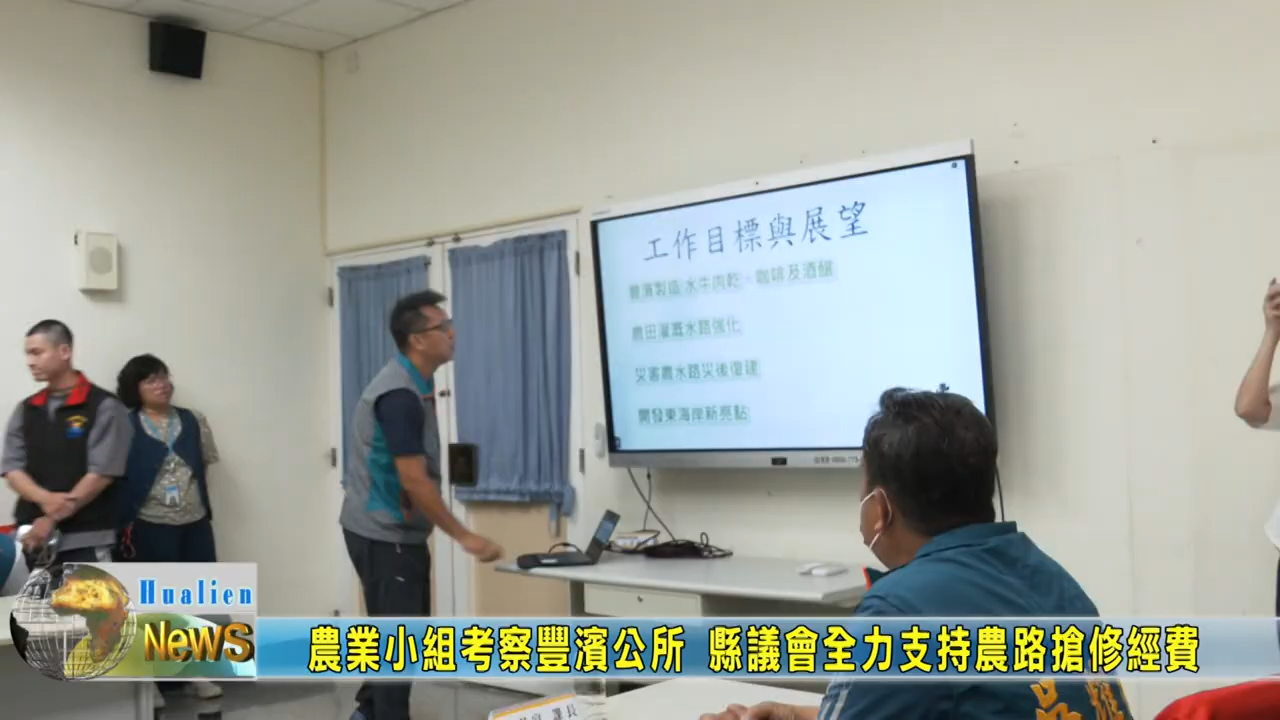 工作目標與展望
豐濱製造 水牛肉乾、咖啡及酒釀
農田灌溉水路強化
災害農水路災後復建
開發東海岸新亮點
Hualien
News
農業小組考察豐濱公所 縣議會全力支持農路搶修經費
課長